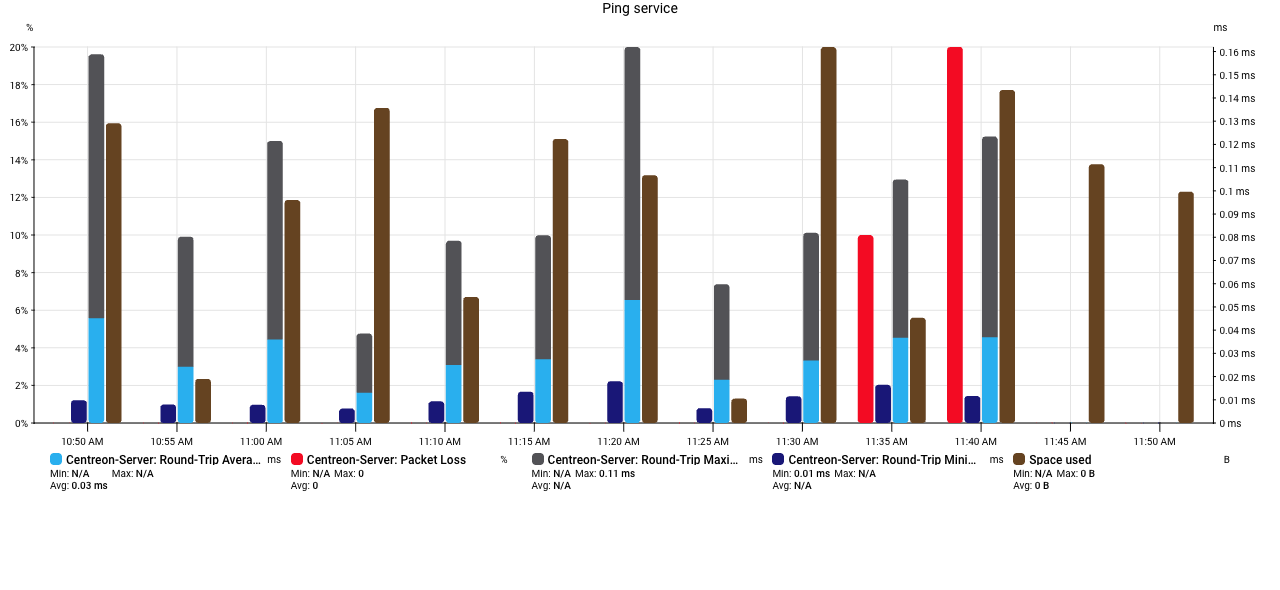 Ping service
% ms
20% 0.16 ms
0.15 ms
18%
0.14 ms
16% 0.13 ms
0.12 ms
14%
0.11 ms
12% 0.1 ms
0.09 ms
10% 0.08 ms
0.07 ms
8%
0.06 ms
6% 0.05 ms
0.04 ms
4%
0.03 ms
2% 0.02 ms
0.01 ms
0% 0 ms
10:50 AM 10:55 AM 11:00 AM 11:05 AM 11:10 AM 11:15 AM 11:20 AM 11:25 AM 11:30 AM 11:35 AM 11:40 AM 11:45 AM 11:50 AM
Centreon-Server: Round-Trip Avera... ms Centreon-Server: Packet Loss % Centreon-Server: Round-Trip Maxi... ms Centreon-Server: Round-Trip Mini... ms Space used B
Min: N/A Max: N/A Min: N/A Max: 0 Min: N/A Max: 0.11 ms Min: 0.01 ms Max: N/A Min: N/A Max: 0 B
Avg: 0.03 ms Avg: 0 Avg: N/A Avg: N/A Avg: 0 B